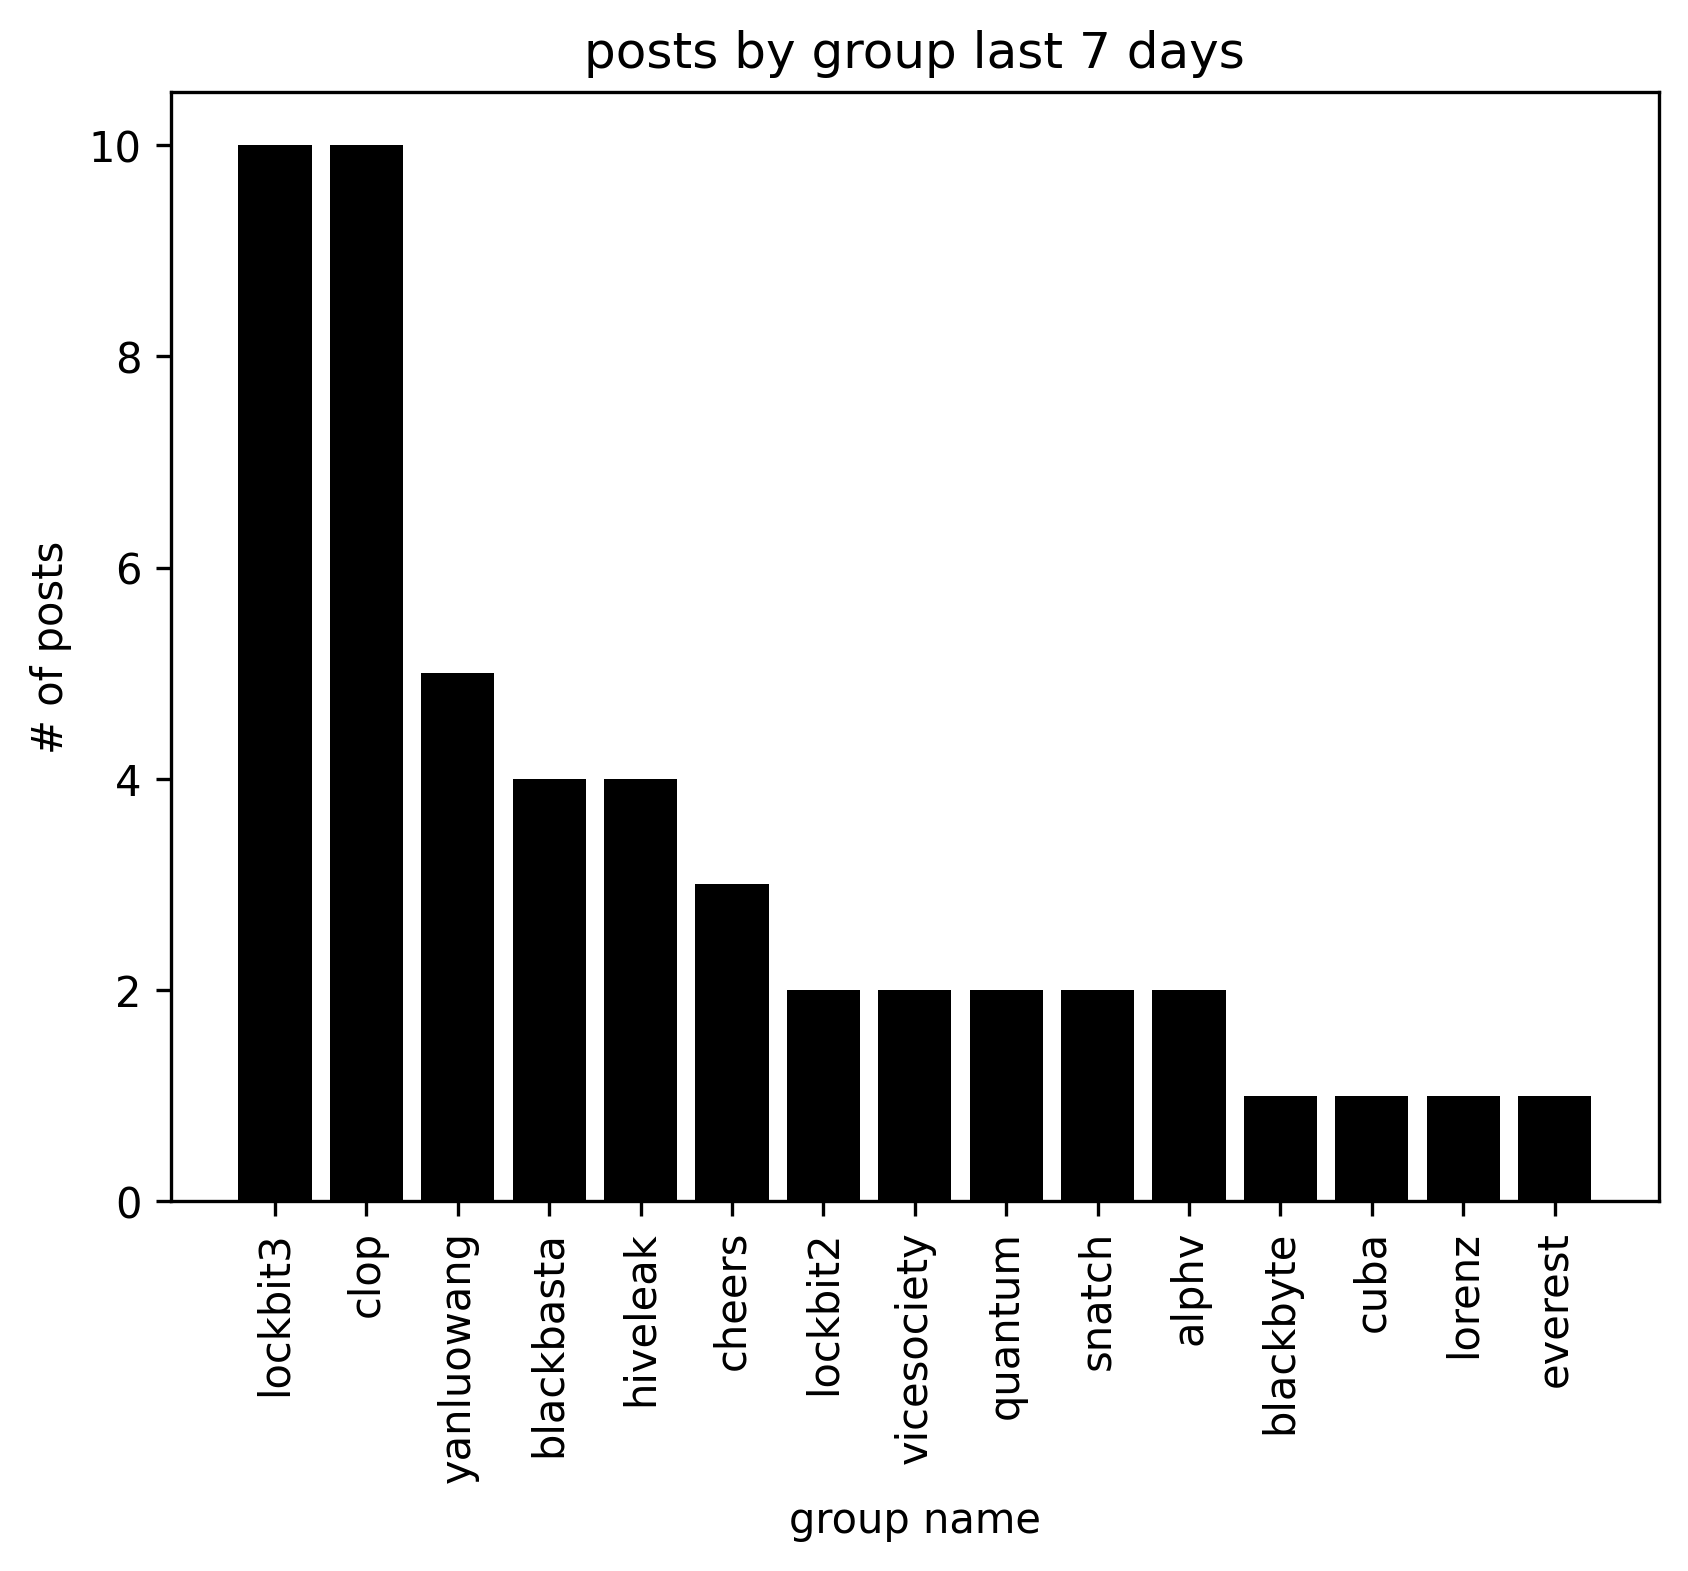 posts by group last 7 days
# of posts
10
8
6
4
2
0
lockbit3
clop
yanluowang
blackbasta
hiveleak
cheers
lockbit2
vicesociety
quantum
snatch
alphv
blackbyte
cuba
lorenz
everest
group name